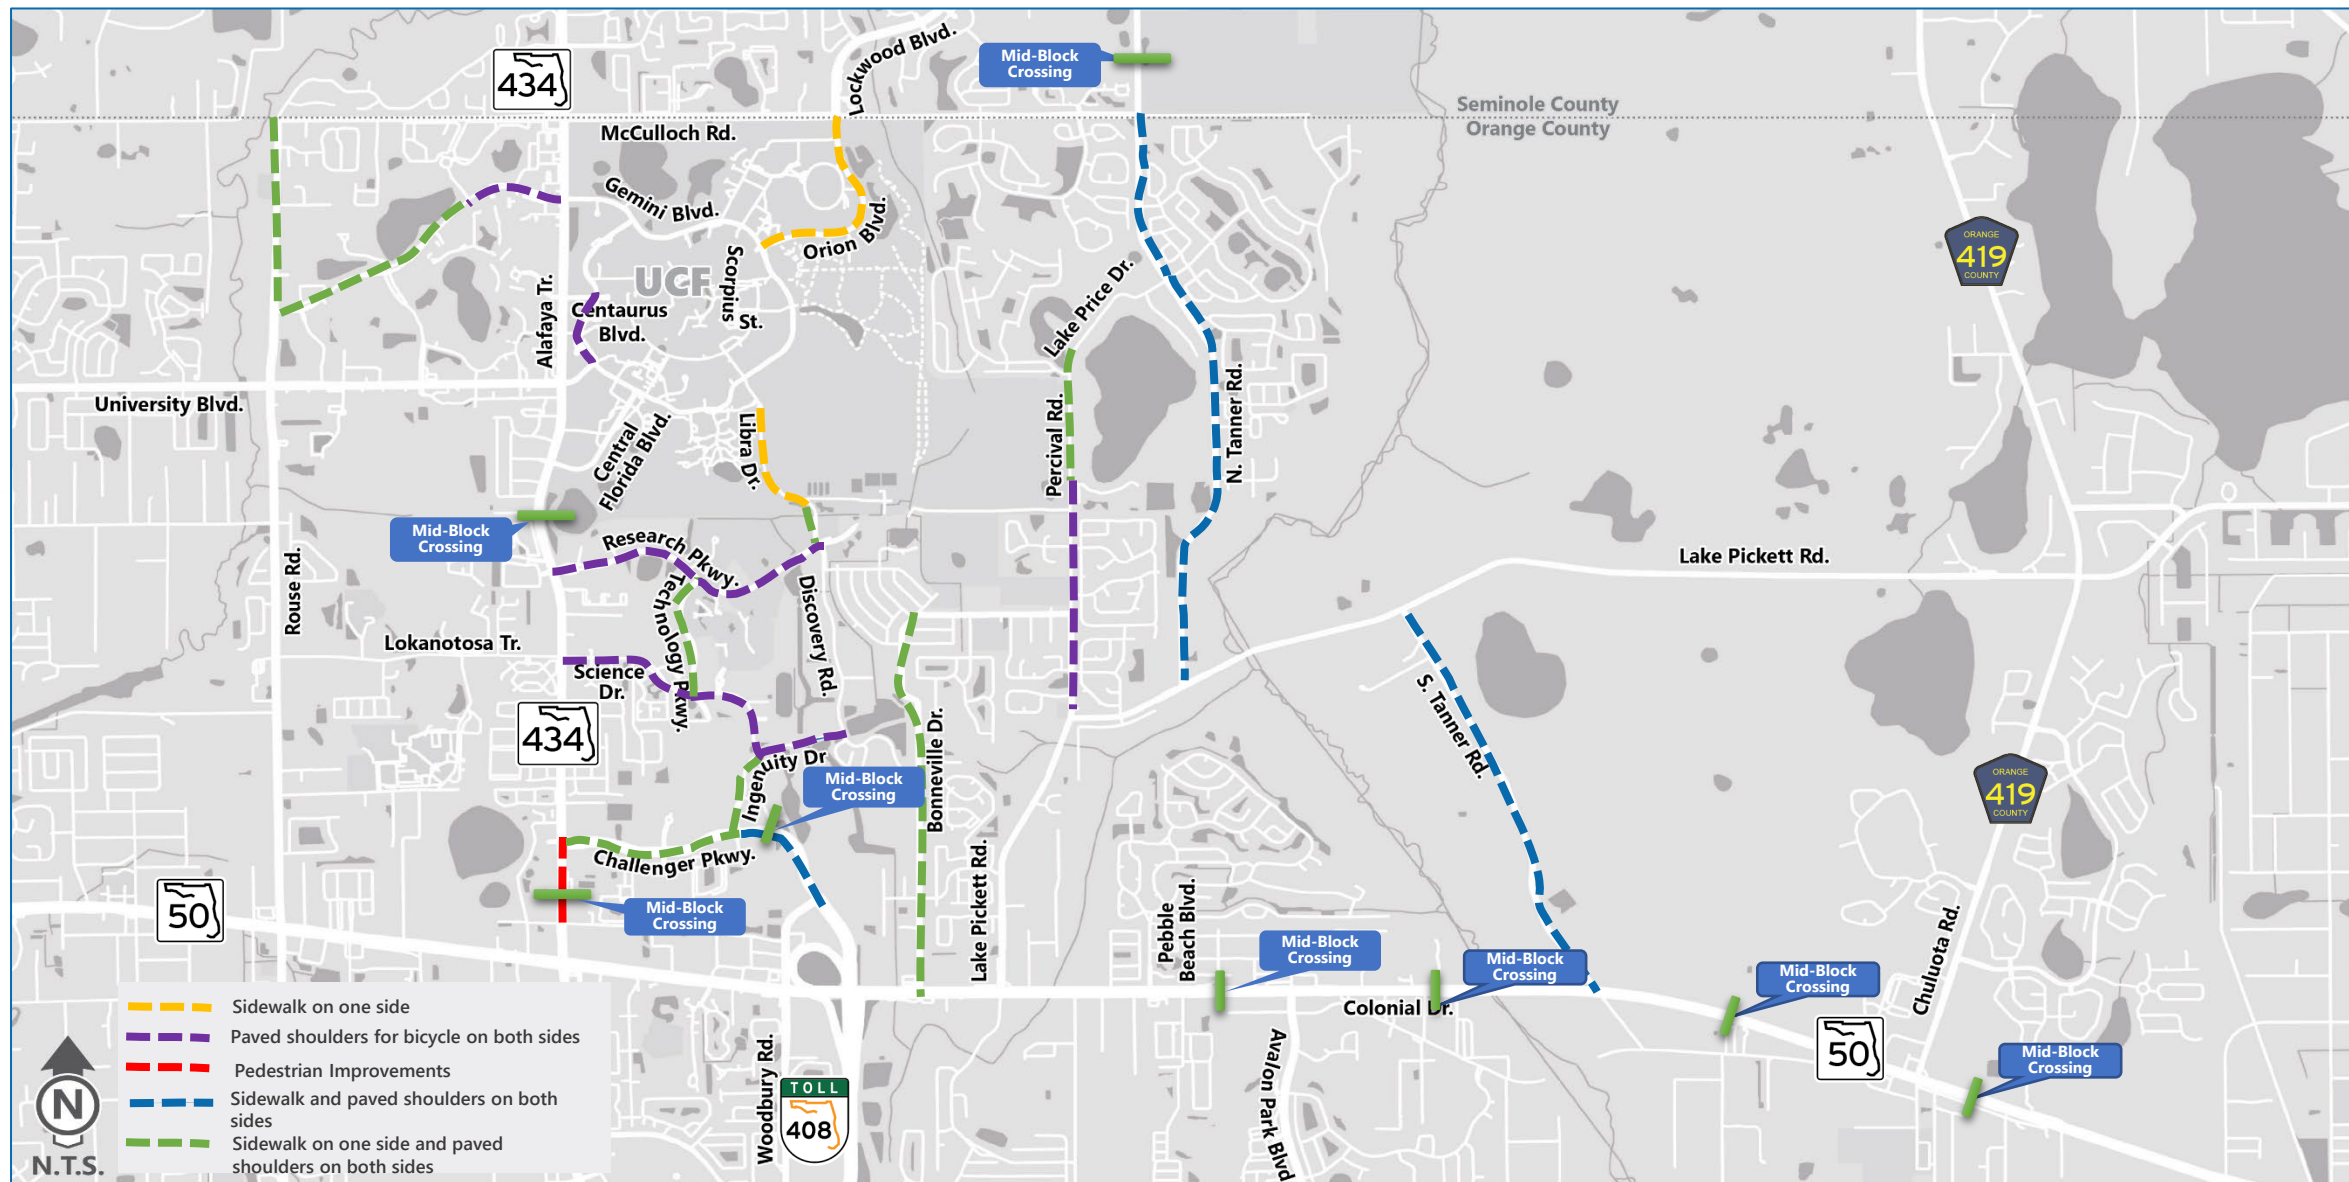 Lockwood Blvd.
Mid-Block
Crossing
434
Seminole County
Orange County
McCulloch Rd.
Gemini Blvd.
Orion Blvd.
Scorpius
St.
UCF
ORANGE
419
COUNTY
Alafaya Tr.
Centaurus
Blvd.
Lake Price Dr.
University Blvd.
Central
Florida Blvd.
Libra Dr.
Percival Rd.
N. Tanner Rd.
Mid-Block
Crossing
Research Pkwy.
Rouse Rd.
Technology Pkwy.
Discovery Rd.
Lake Pickett Rd.
Lokanotosa Tr.
Science
Dr.
434
S. Tanner Rd.
Ingenuity Dr
Mid-Block
Crossing
Bonneville Dr.
ORANGE
419
COUNTY
Challenger Pkwy.
Mid-Block
Crossing
50
Lake Pickett Rd.
Pebble
Beach Blvd.
Mid-Block
Crossing
Mid-Block
Crossing
Mid-Block
Crossing
Chuluota Rd.
Colonial Dr.
50
Mid-Block
Crossing
Avalon Park Blvd
Woodbury Rd.
TOLL
408
Sidewalk on one side
Paved shoulders for bicycle on both sides
Pedestrian Improvements
Sidewalk and paved shoulders on both
sides
Sidewalk on one side and paved
shoulders on both sides
N
N.T.S.